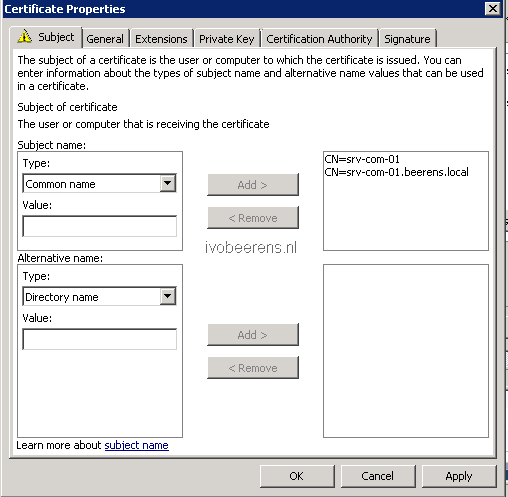 Certificate Properties
Subject General Extensions Private Key Certification Authority Signature
The subject of a certificate is the user or computer to which the certificate is issued. You can
enter information about the types of subject name and alternative name values that can be used
in a certificate.
Subject of certificate
The user or computer that is receiving the certificate
Subject name:
Type:
Common name
Value:
Add >
< Remove
CN=srv-com-01
CN=srv-com-01.beerens.local
ivobeerens.nl
Alternative name:
Type:
Directory name
Value:
Add >
< Remove
Learn more about subject name
OK Cancel Apply